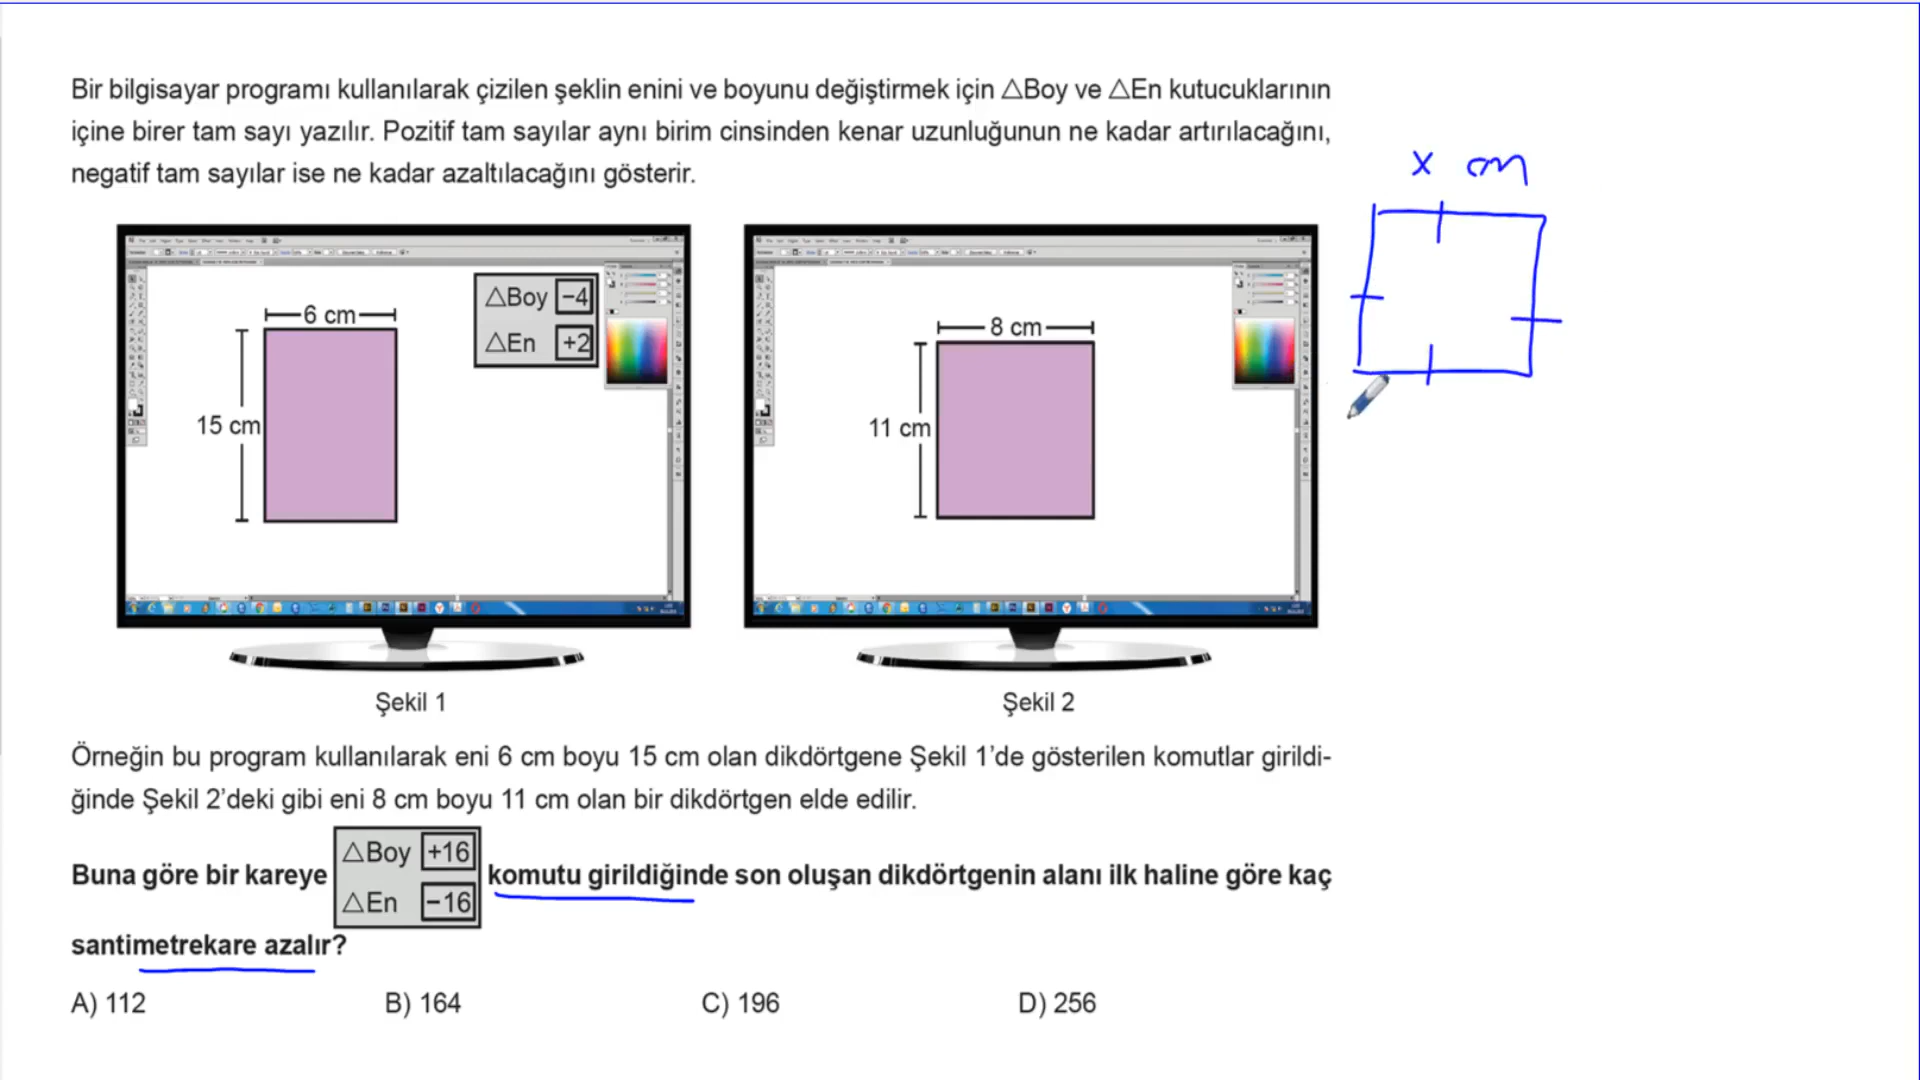 Bir bilgisayar programı kullanılarak çizilen şeklin enini ve boyunu değiştirmek için △Boy ve △En kutucuklarının
içine birer tam sayı yazılır. Pozitif tam sayılar aynı birim cinsinden kenar uzunluğunun ne kadar artırılacağını,
negatif tam sayılar ise ne kadar azaltılacağını gösterir.
x cm
△Boy −4
△En +2
6 cm
15 cm
8 cm
11 cm
Şekil 1
Şekil 2
Örneğin bu program kullanılarak eni 6 cm boyu 15 cm olan dikdörtgene Şekil 1’de gösterilen komutlar girildi-
ğinde Şekil 2’deki gibi eni 8 cm boyu 11 cm olan bir dikdörtgen elde edilir.
△Boy +16
Buna göre bir kareye komutu girildiğinde son oluşan dikdörtgenin alanı ilk haline göre kaç
△En −16
santimetrekare azalır?
A) 112 B) 164 C) 196 D) 256